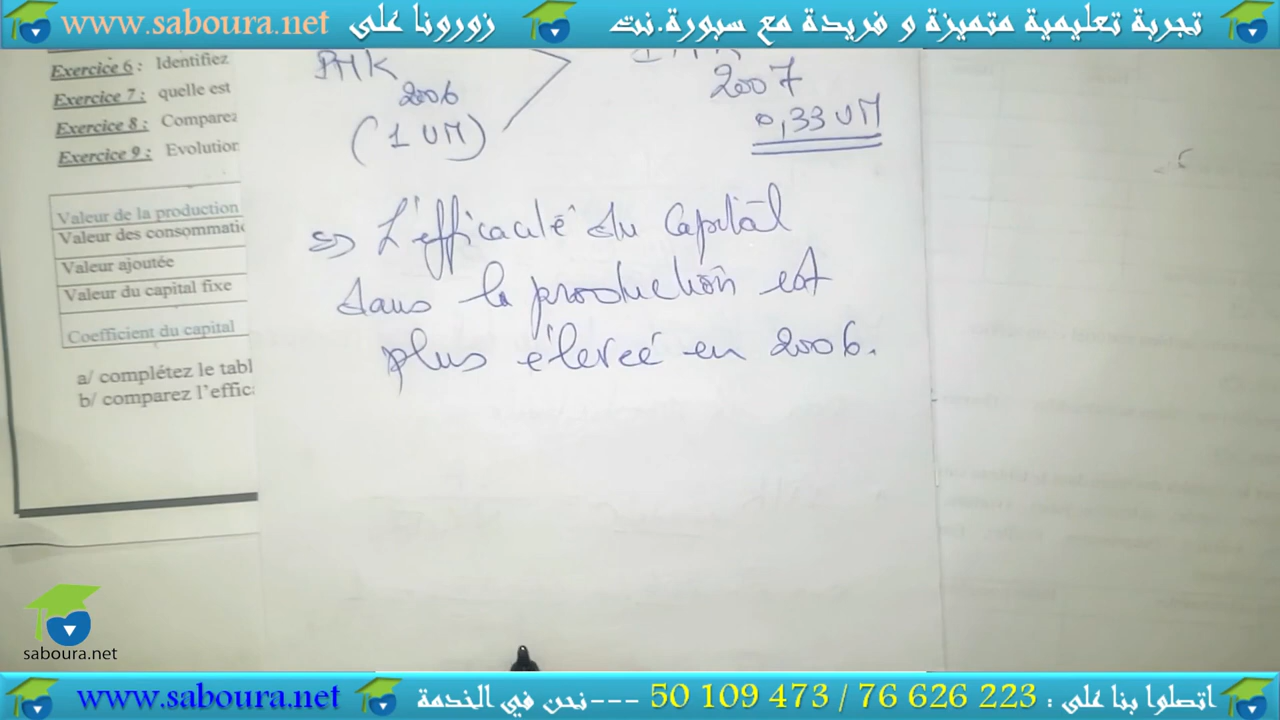 www.saboura.net زورونا على تجربة تعليمية متميزة و فريدة مع سبورة.نت
Exercice 6 : Identifiez
Exercice 7 : quelle est
Exercice 8 : Compare
Exercice 9 : Evolution
Valeur de la production
Valeur des consommati
Valeur ajoutée
Valeur du capital fixe
Coefficient du capital
a/ complétez le tabl
b/ comparez l'effic
PMK
2006
(1 UM)
2007
0,33 UM
=> L'efficacité du Capital
dans la production est
plus élevée en 2006.
saboura.net
www.saboura.net اتصلوا بنا على : 223 626 76 / 473 109 50 ---نحن في الخدمة